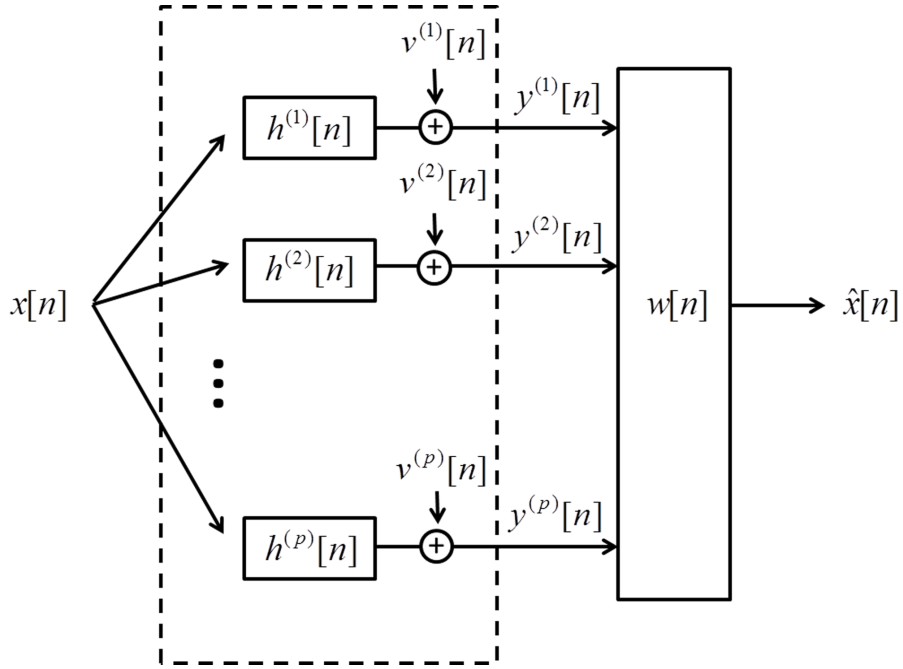 v^{(1)}[n]
h^{(1)}[n]
+
y^{(1)}[n]
v^{(2)}[n]
h^{(2)}[n]
+
y^{(2)}[n]
x[n]
w[n]
x̂[n]
v^{(p)}[n]
h^{(p)}[n]
+
y^{(p)}[n]